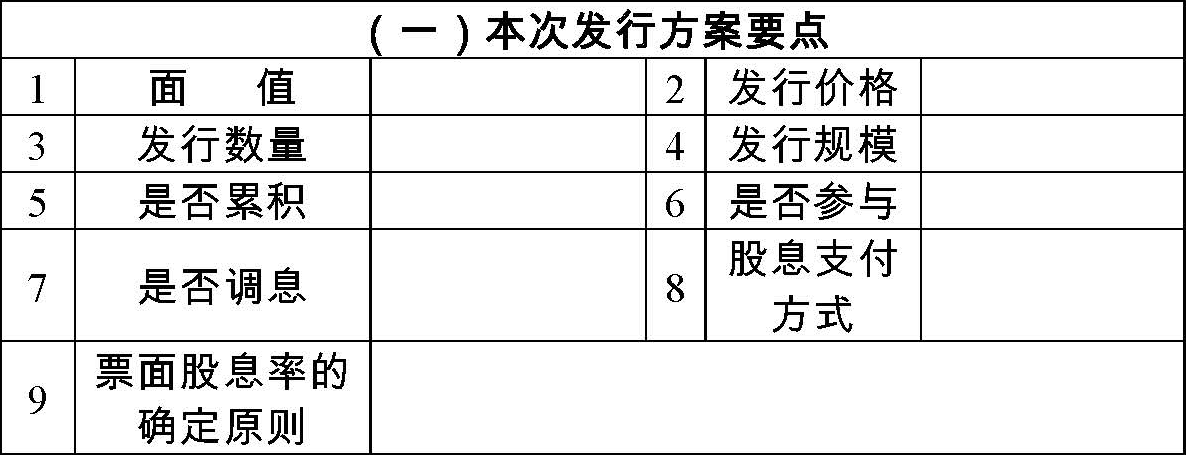 （一）本次发行方案要点
1 面 值 2 发行价格
3 发行数量 4 发行规模
5 是否累积 6 是否参与
7 是否调息 8 股息支付
方式
9 票面股息率的
确定原则